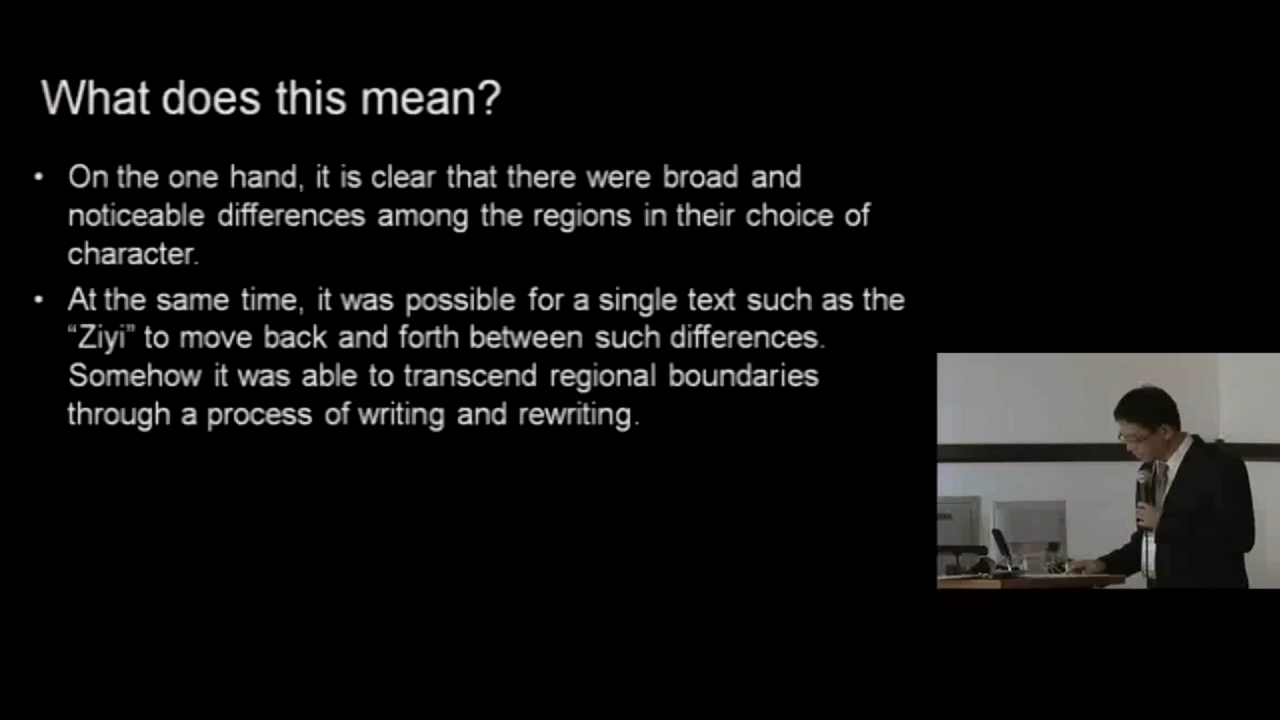 What does this mean?
• On the one hand, it is clear that there were broad and
noticeable differences among the regions in their choice of
character.
• At the same time, it was possible for a single text such as the
“Ziyi” to move back and forth between such differences.
Somehow it was able to transcend regional boundaries
through a process of writing and rewriting.